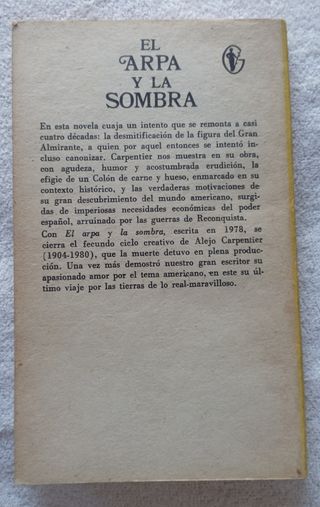 EL
ARPA
Y LA
SOMBRA
En esta novela cuaja un intento que se remonta a casi
cuatro décadas: la desmitificación de la figura del Gran
Almirante, a quien por aquel entonces se intentó in-
cluso canonizar. Carpentier nos muestra en su obra,
con agudeza, humor y acostumbrada erudición, la
efigie de un Colón de carne y hueso, enmarcado en su
contexto histórico, y las verdaderas motivaciones de
su gran descubrimiento del mundo americano, surgi-
das de imperiosas necesidades económicas del poder
español, arruinado por las guerras de Reconquista.
Con El arpa y la sombra, escrita en 1978, se
cierra el fecundo ciclo creativo de Alejo Carpentier
(1904-1980), que la muerte detuvo en plena produc-
ción. Una vez más demostró nuestro gran escritor su
apasionado amor por el tema americano, en este su úl-
timo viaje por las tierras de lo real-maravilloso.